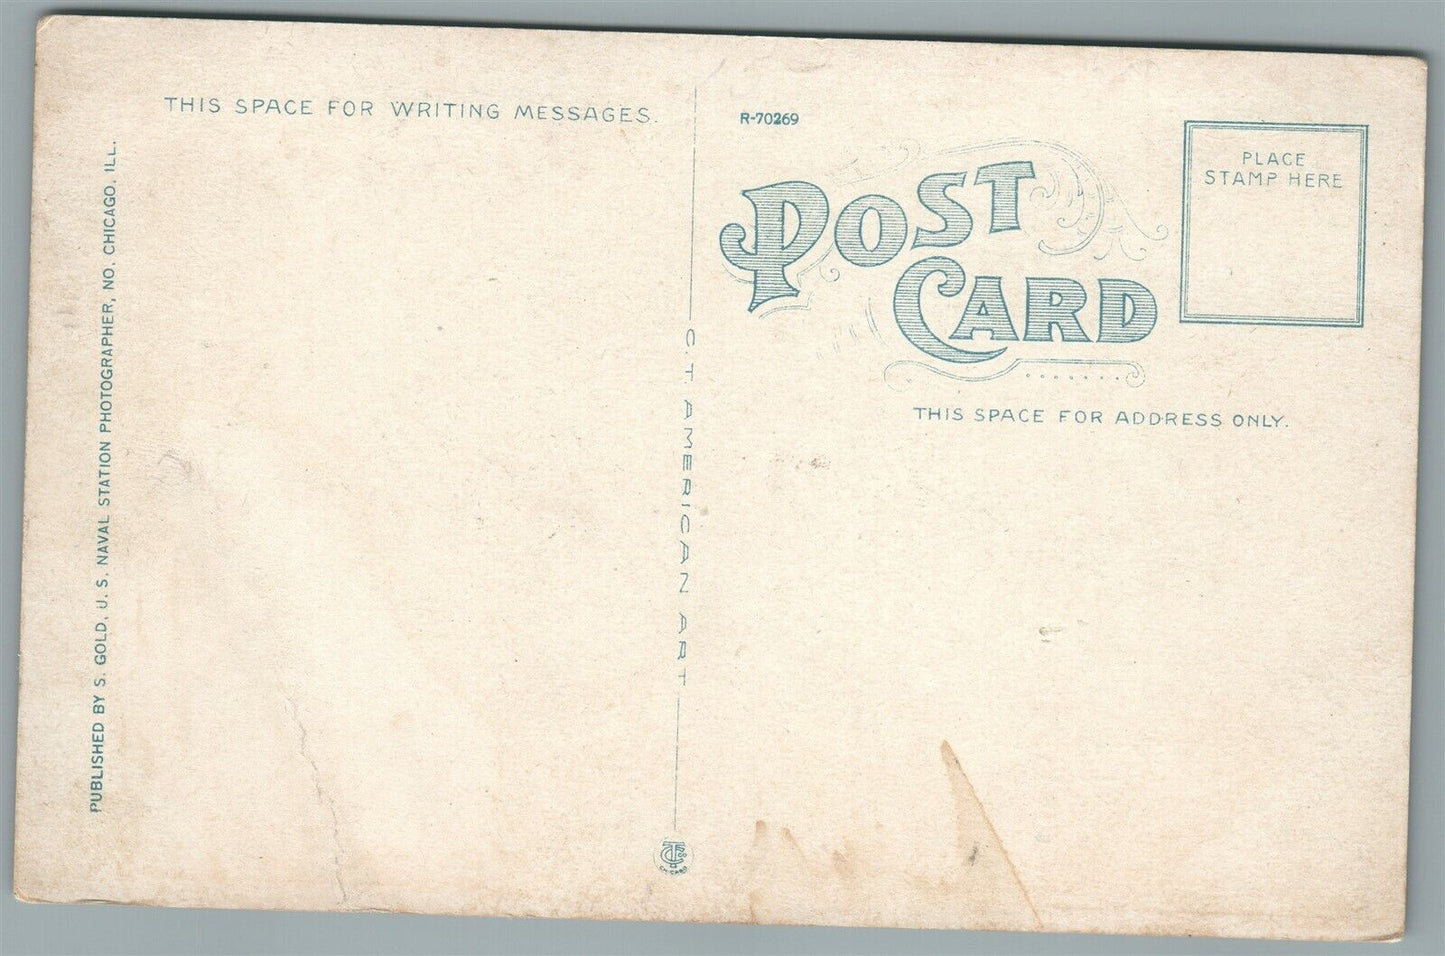 THIS SPACE FOR WRITING MESSAGES.
PUBLISHED BY S. GOLD, U. S. NAVAL STATION PHOTOGRAPHER, NO. CHICAGO, ILL.
C. T. AMERICAN ART
CHICAGO
R-70269
POST
CARD
PLACE
STAMP HERE
THIS SPACE FOR ADDRESS ONLY.